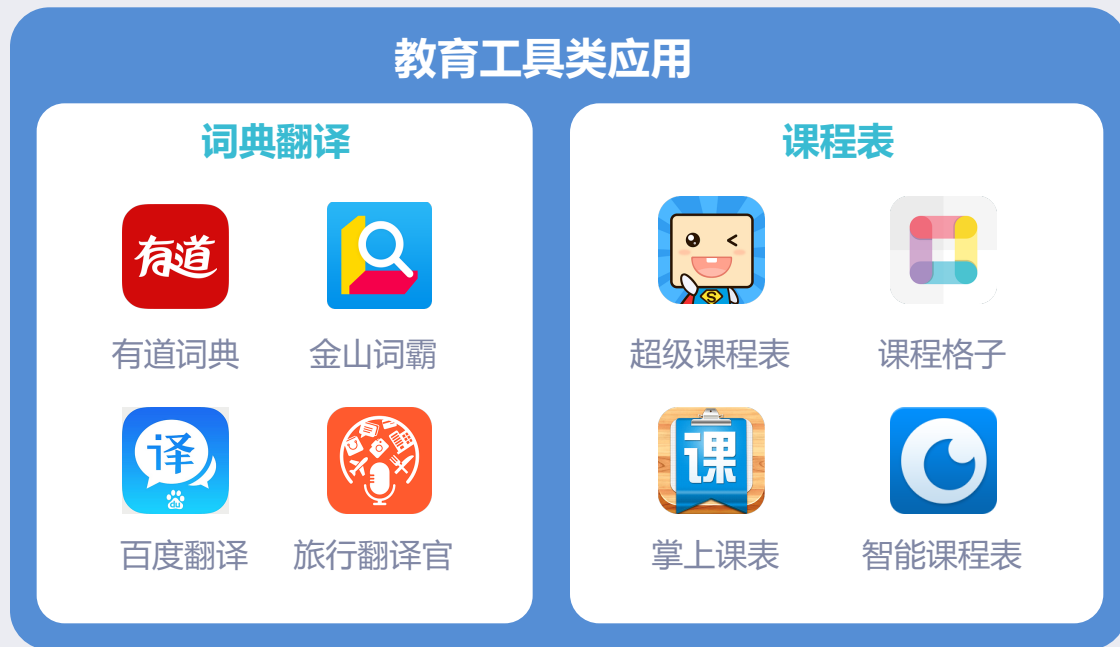 教育工具类应用
词典翻译
有道
有道词典
金山词霸
译
du
百度翻译
旅行翻译官
课程表
S
超级课程表
课程格子
课
掌上课表
智能课程表